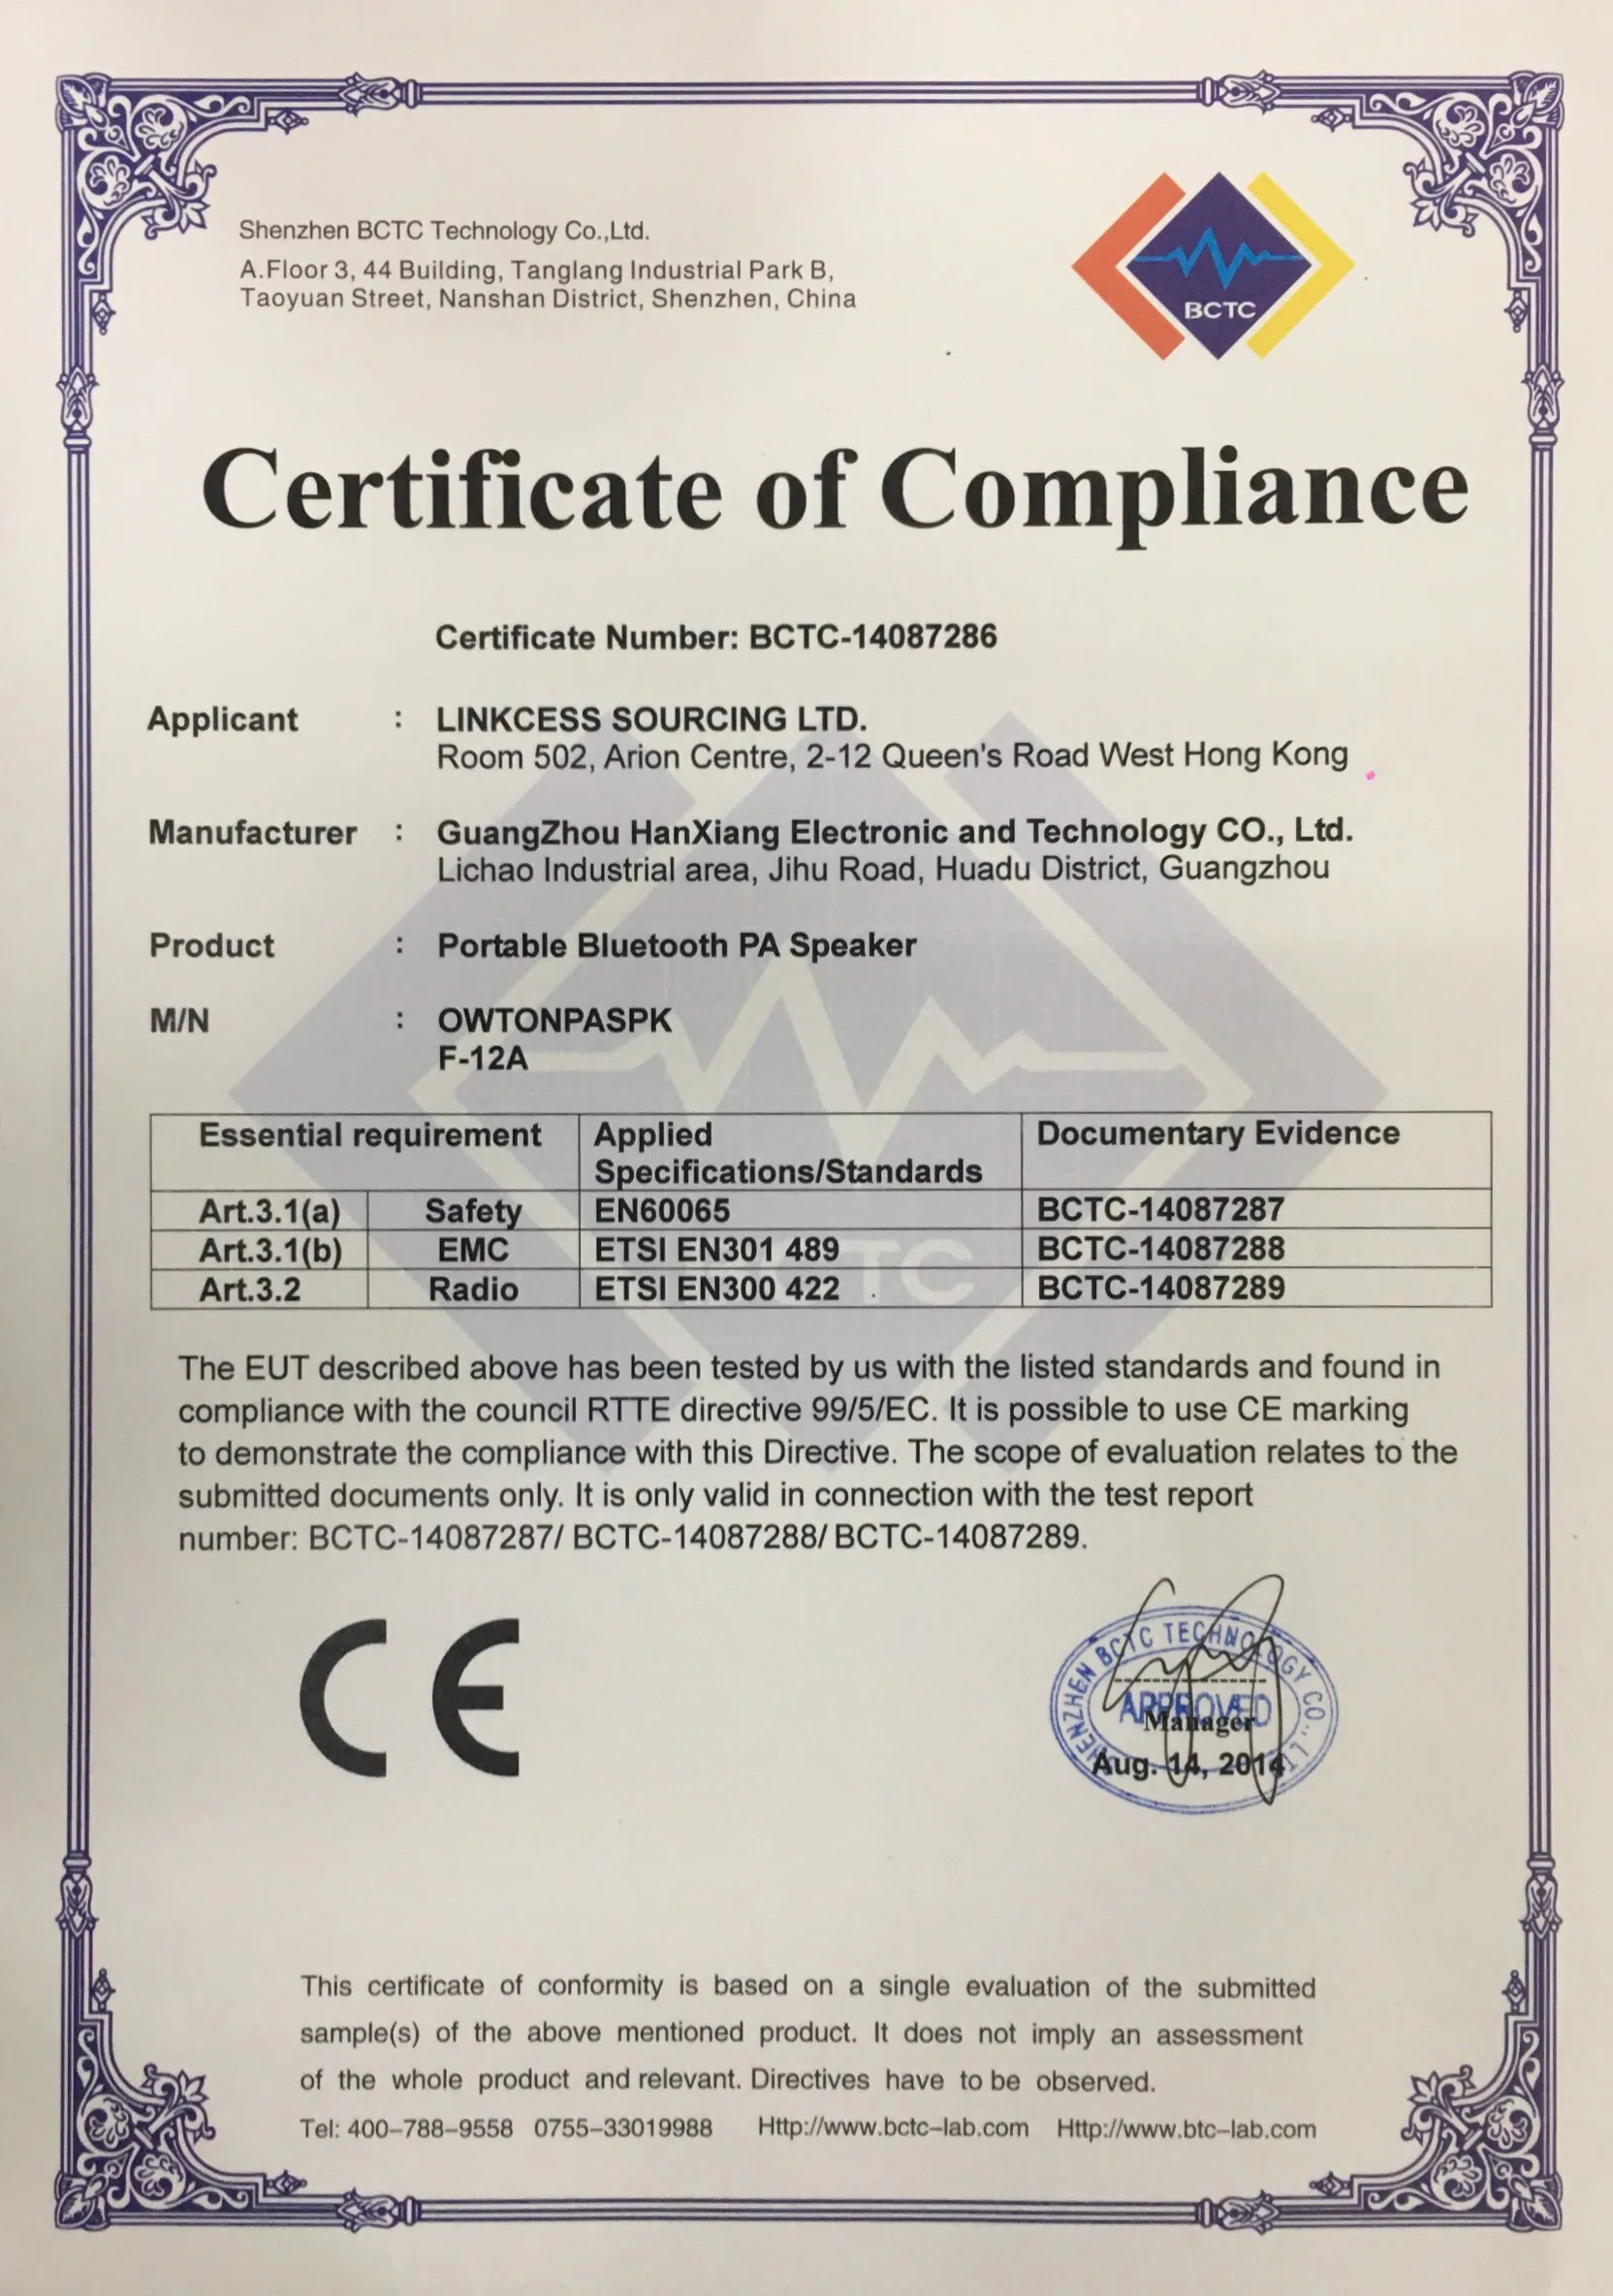 Shenzhen BCTC Technology Co.,Ltd.
A.Floor 3, 44 Building, Tanglang Industrial Park B,
Taoyuan Street, Nanshan District, Shenzhen, China
BCTC
Certificate of Compliance
Certificate Number: BCTC-14087286
Applicant : LINKCESS SOURCING LTD.
Room 502, Arion Centre, 2-12 Queen's Road West Hong Kong
Manufacturer : GuangZhou HanXiang Electronic and Technology CO., Ltd.
Lichao Industrial area, Jihu Road, Huadu District, Guangzhou
Product : Portable Bluetooth PA Speaker
M/N : OWTONPASPK
F-12A
Essential requirement Applied Documentary Evidence
Specifications/Standards
Art.3.1(a) Safety EN60065 BCTC-14087287
Art.3.1(b) EMC ETSI EN301 489 BCTC-14087288
Art.3.2 Radio ETSI EN300 422 BCTC-14087289
BCTC
The EUT described above has been tested by us with the listed standards and found in
compliance with the council RTTE directive 99/5/EC. It is possible to use CE marking
to demonstrate the compliance with this Directive. The scope of evaluation relates to the
submitted documents only. It is only valid in connection with the test report
number: BCTC-14087287/ BCTC-14087288/ BCTC-14087289.
CE
SHENZHEN BCTC TECHNOLOGY CO., LTD
APPROVED
Manager
Aug. 14, 2014
This certificate of conformity is based on a single evaluation of the submitted
sample(s) of the above mentioned product. It does not imply an assessment
of the whole product and relevant. Directives have to be observed.
Tel: 400-788-9558 0755-33019988 Http://www.bctc-lab.com Http://www.btc-lab.com